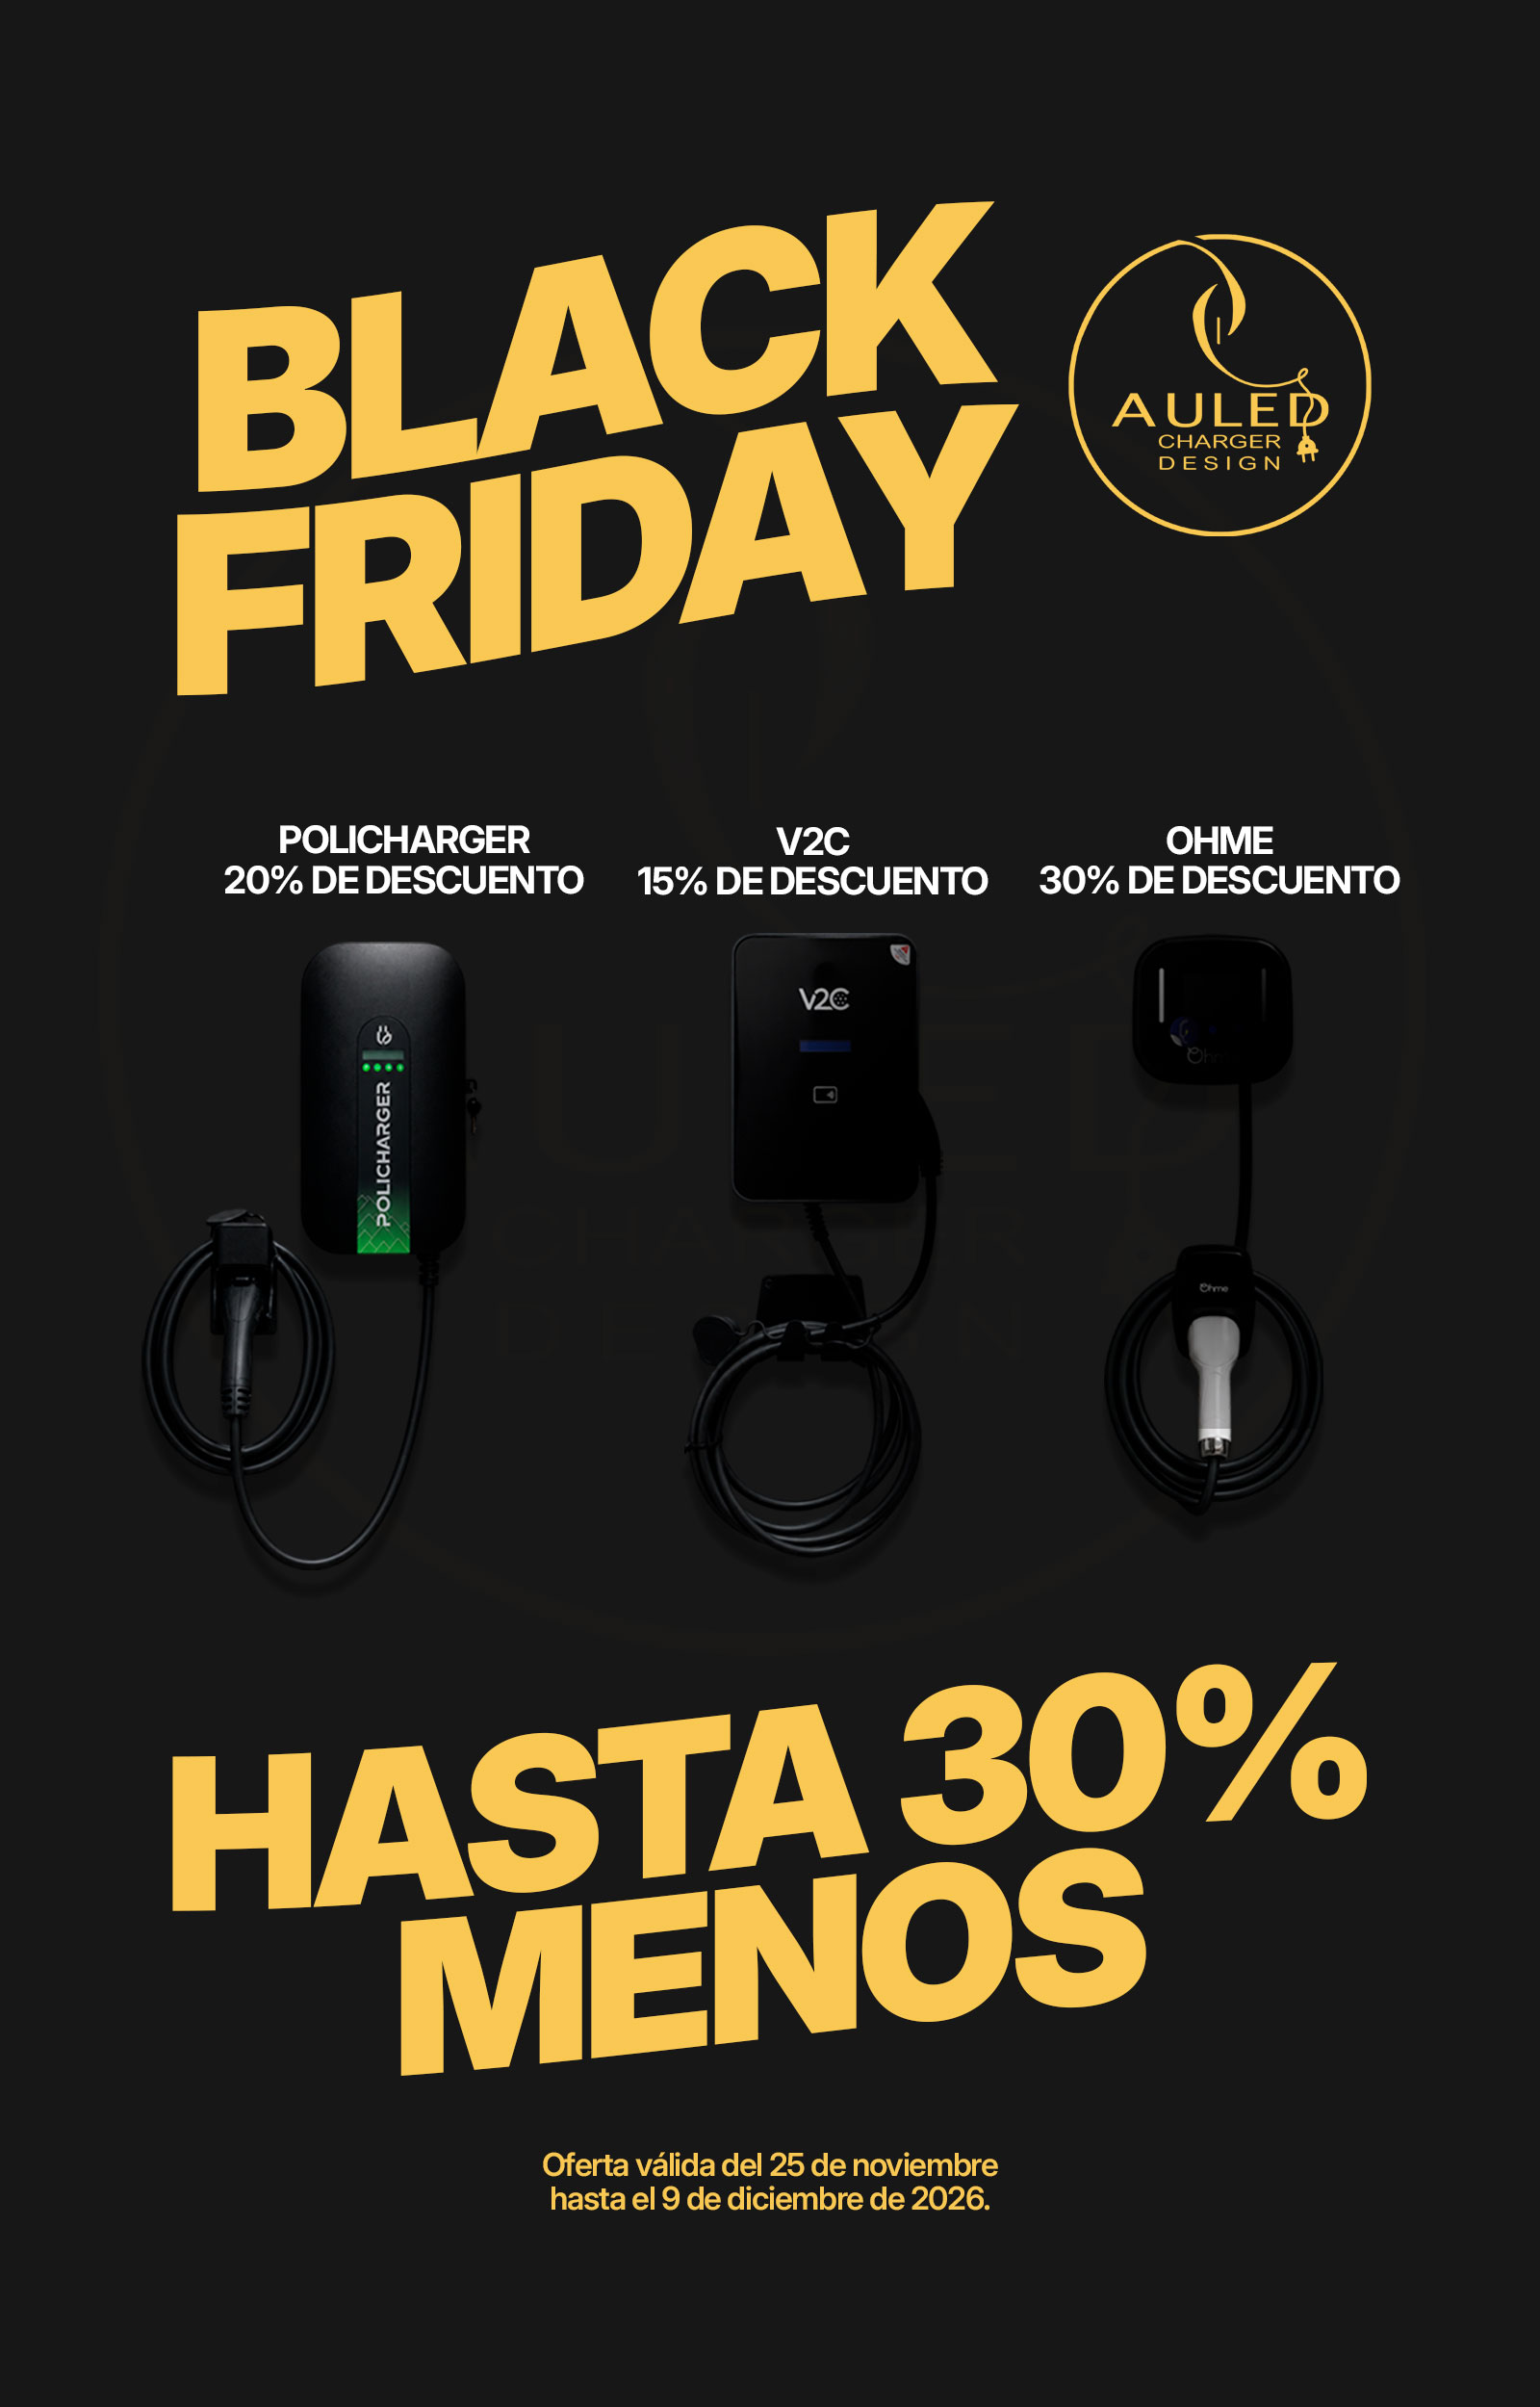 BLACK
FRIDAY
AULED
CHARGER
DESIGN
POLICHARGER
20% DE DESCUENTO
V2C
15% DE DESCUENTO
OHME
30% DE DESCUENTO
POLICHARGER
V2C
Ohme
Ohme
HASTA 30%
MENOS
Oferta válida del 25 de noviembre
hasta el 9 de diciembre de 2026.